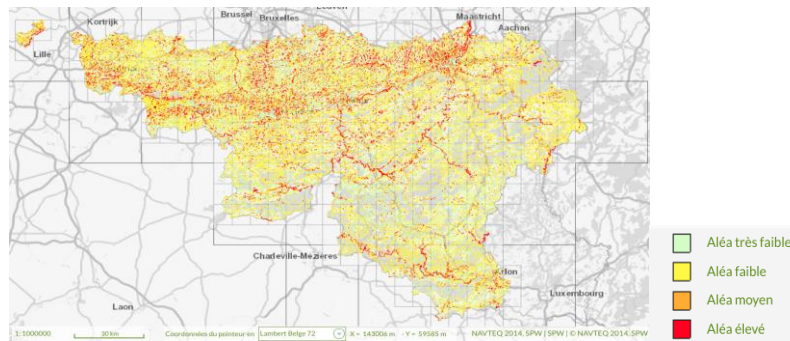 Kortrijk
Brussel
Bruxelles
Maastricht
Aachen
Lille
Charleville-Mézières
Arlon
Luxembourg
Laon
Aléa très faible
Aléa faible
Aléa moyen
Aléa élevé
1:1000000
30 km
Coordonnées du pointeur en
Lambert Belge 72
X = 143006 m - Y = 59585 m
NAVTEQ 2014, SPW | SPW | © NAVTEQ 2014, SPW